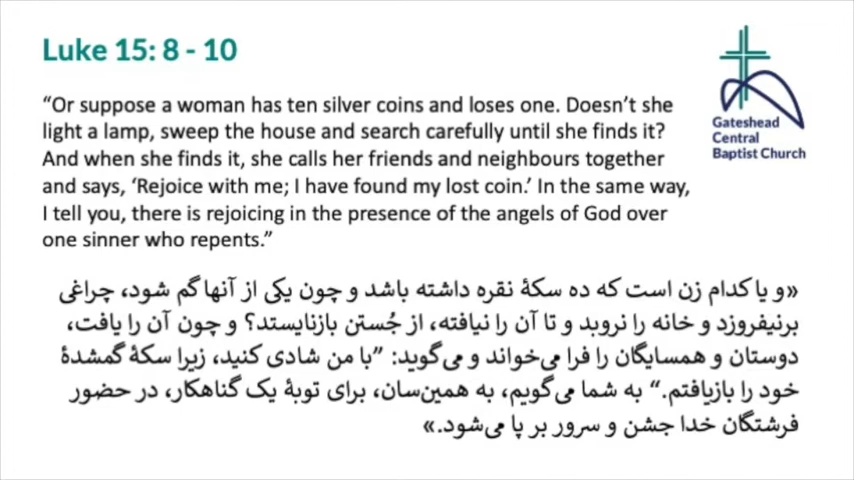 Luke 15: 8 - 10
Gateshead
Central
Baptist Church
“Or suppose a woman has ten silver coins and loses one. Doesn’t she
light a lamp, sweep the house and search carefully until she finds it?
And when she finds it, she calls her friends and neighbours together
and says, ‘Rejoice with me; I have found my lost coin.’ In the same way,
I tell you, there is rejoicing in the presence of the angels of God over
one sinner who repents.”
«و یا کدام زن است که ده سکۀ نقره داشته باشد و چون یکی از آنها گم شود، چراغی
برنیفروزد و خانه را نروبد و تا آن را نیافته، از جُستن بازنایستد؟ و چون آن را یافت،
دوستان و همسایگان را فرا می‌خواند و می‌گوید: ”با من شادی کنید، زیرا سکۀ گمشدۀ
خود را بازیافتم.“ به شما می‌گویم، به همین‌سان، برای توبۀ یک گناهکار، در حضور
فرشتگان خدا جشن و سرور بر پا می‌شود.»